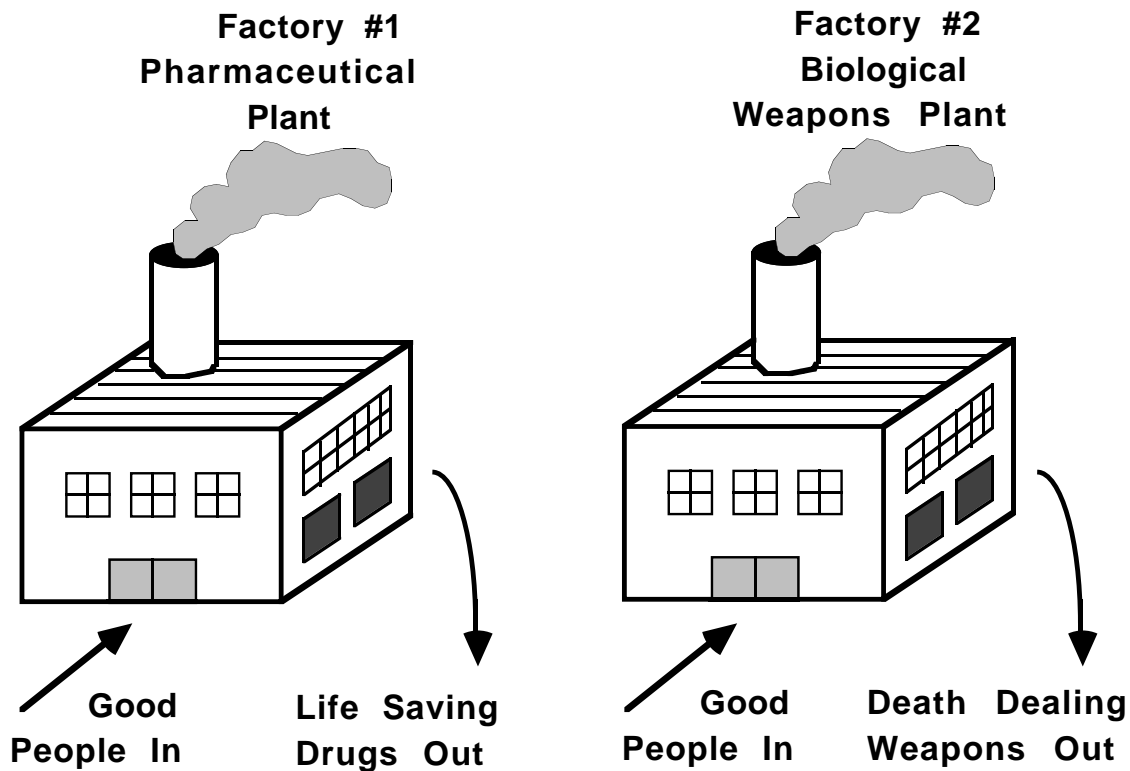 Factory #1
Pharmaceutical
Plant
Good
People In
Life Saving
Drugs Out
Factory #2
Biological
Weapons Plant
Good
People In
Death Dealing
Weapons Out